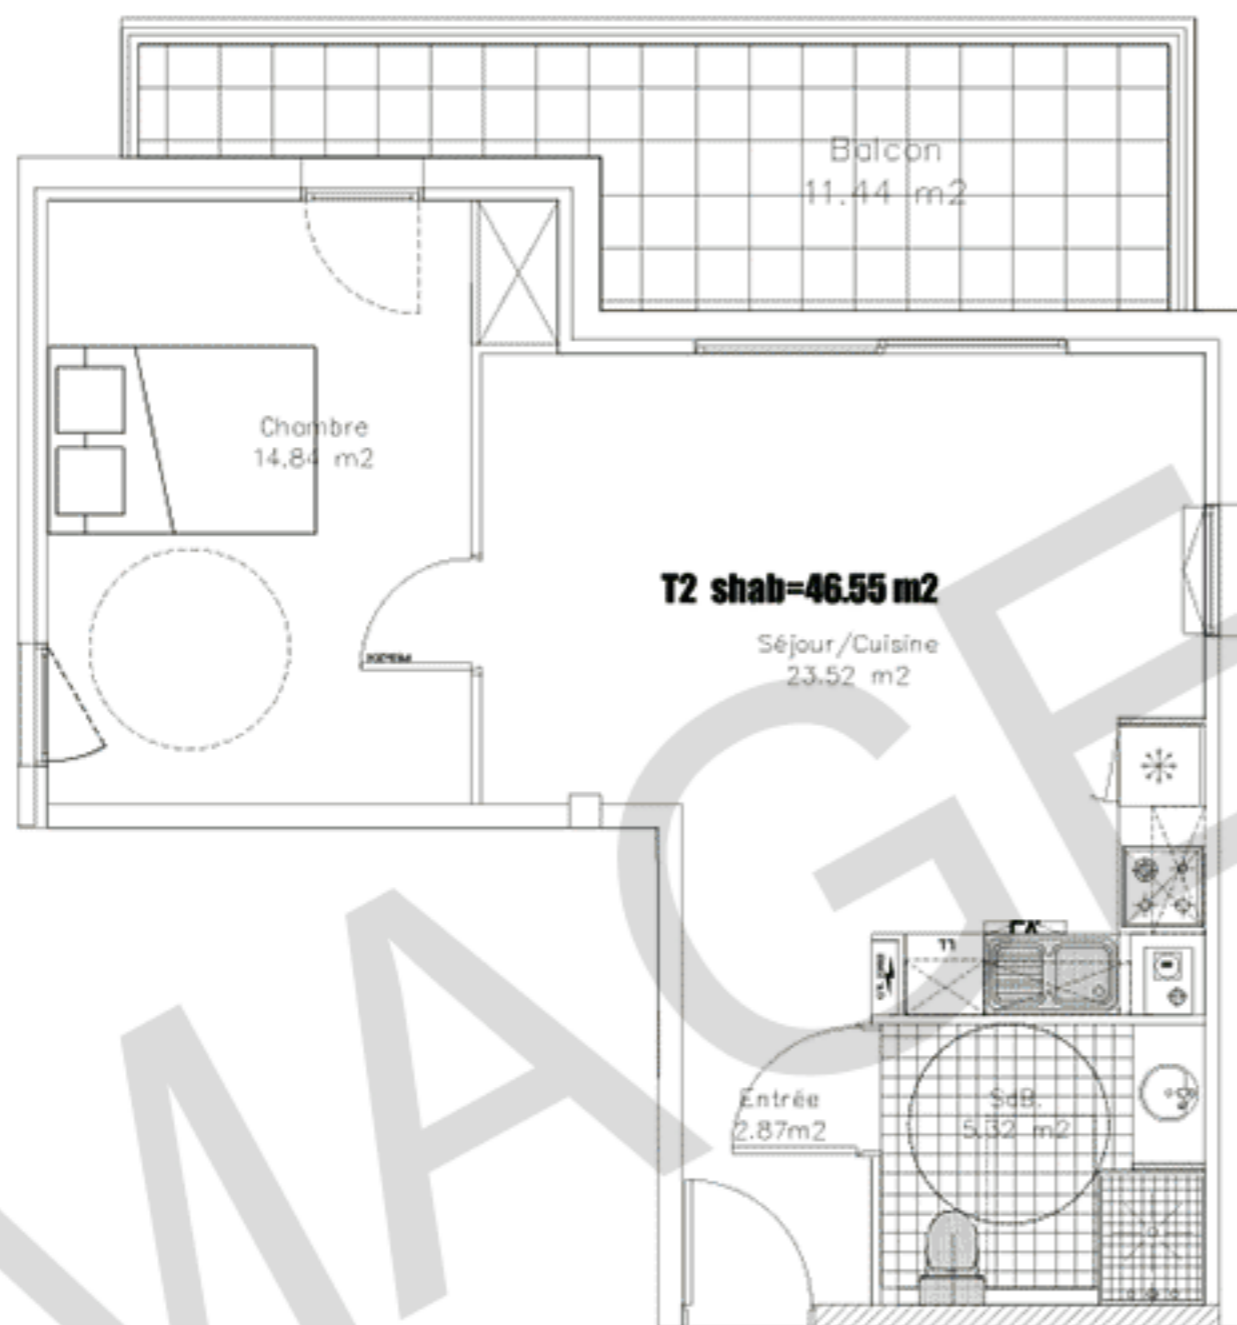 Balcon
11.44 m2
Chambre
14.84 m2
T2 shab=46.55 m2
Séjour/Cuisine
23.52 m2
Entrée
2.87m2
SdB.
5.32 m2
MAGE